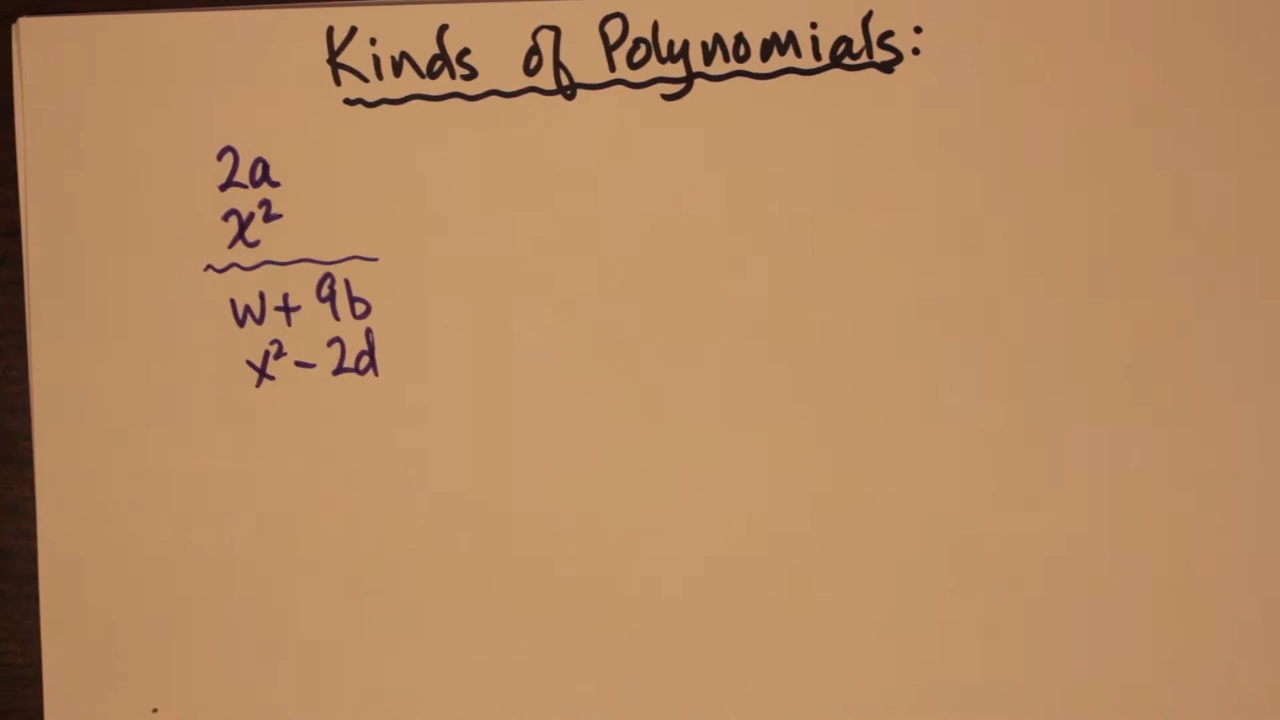 Kinds of Polynomials:
2a
x²
w + 9b
x² - 2d